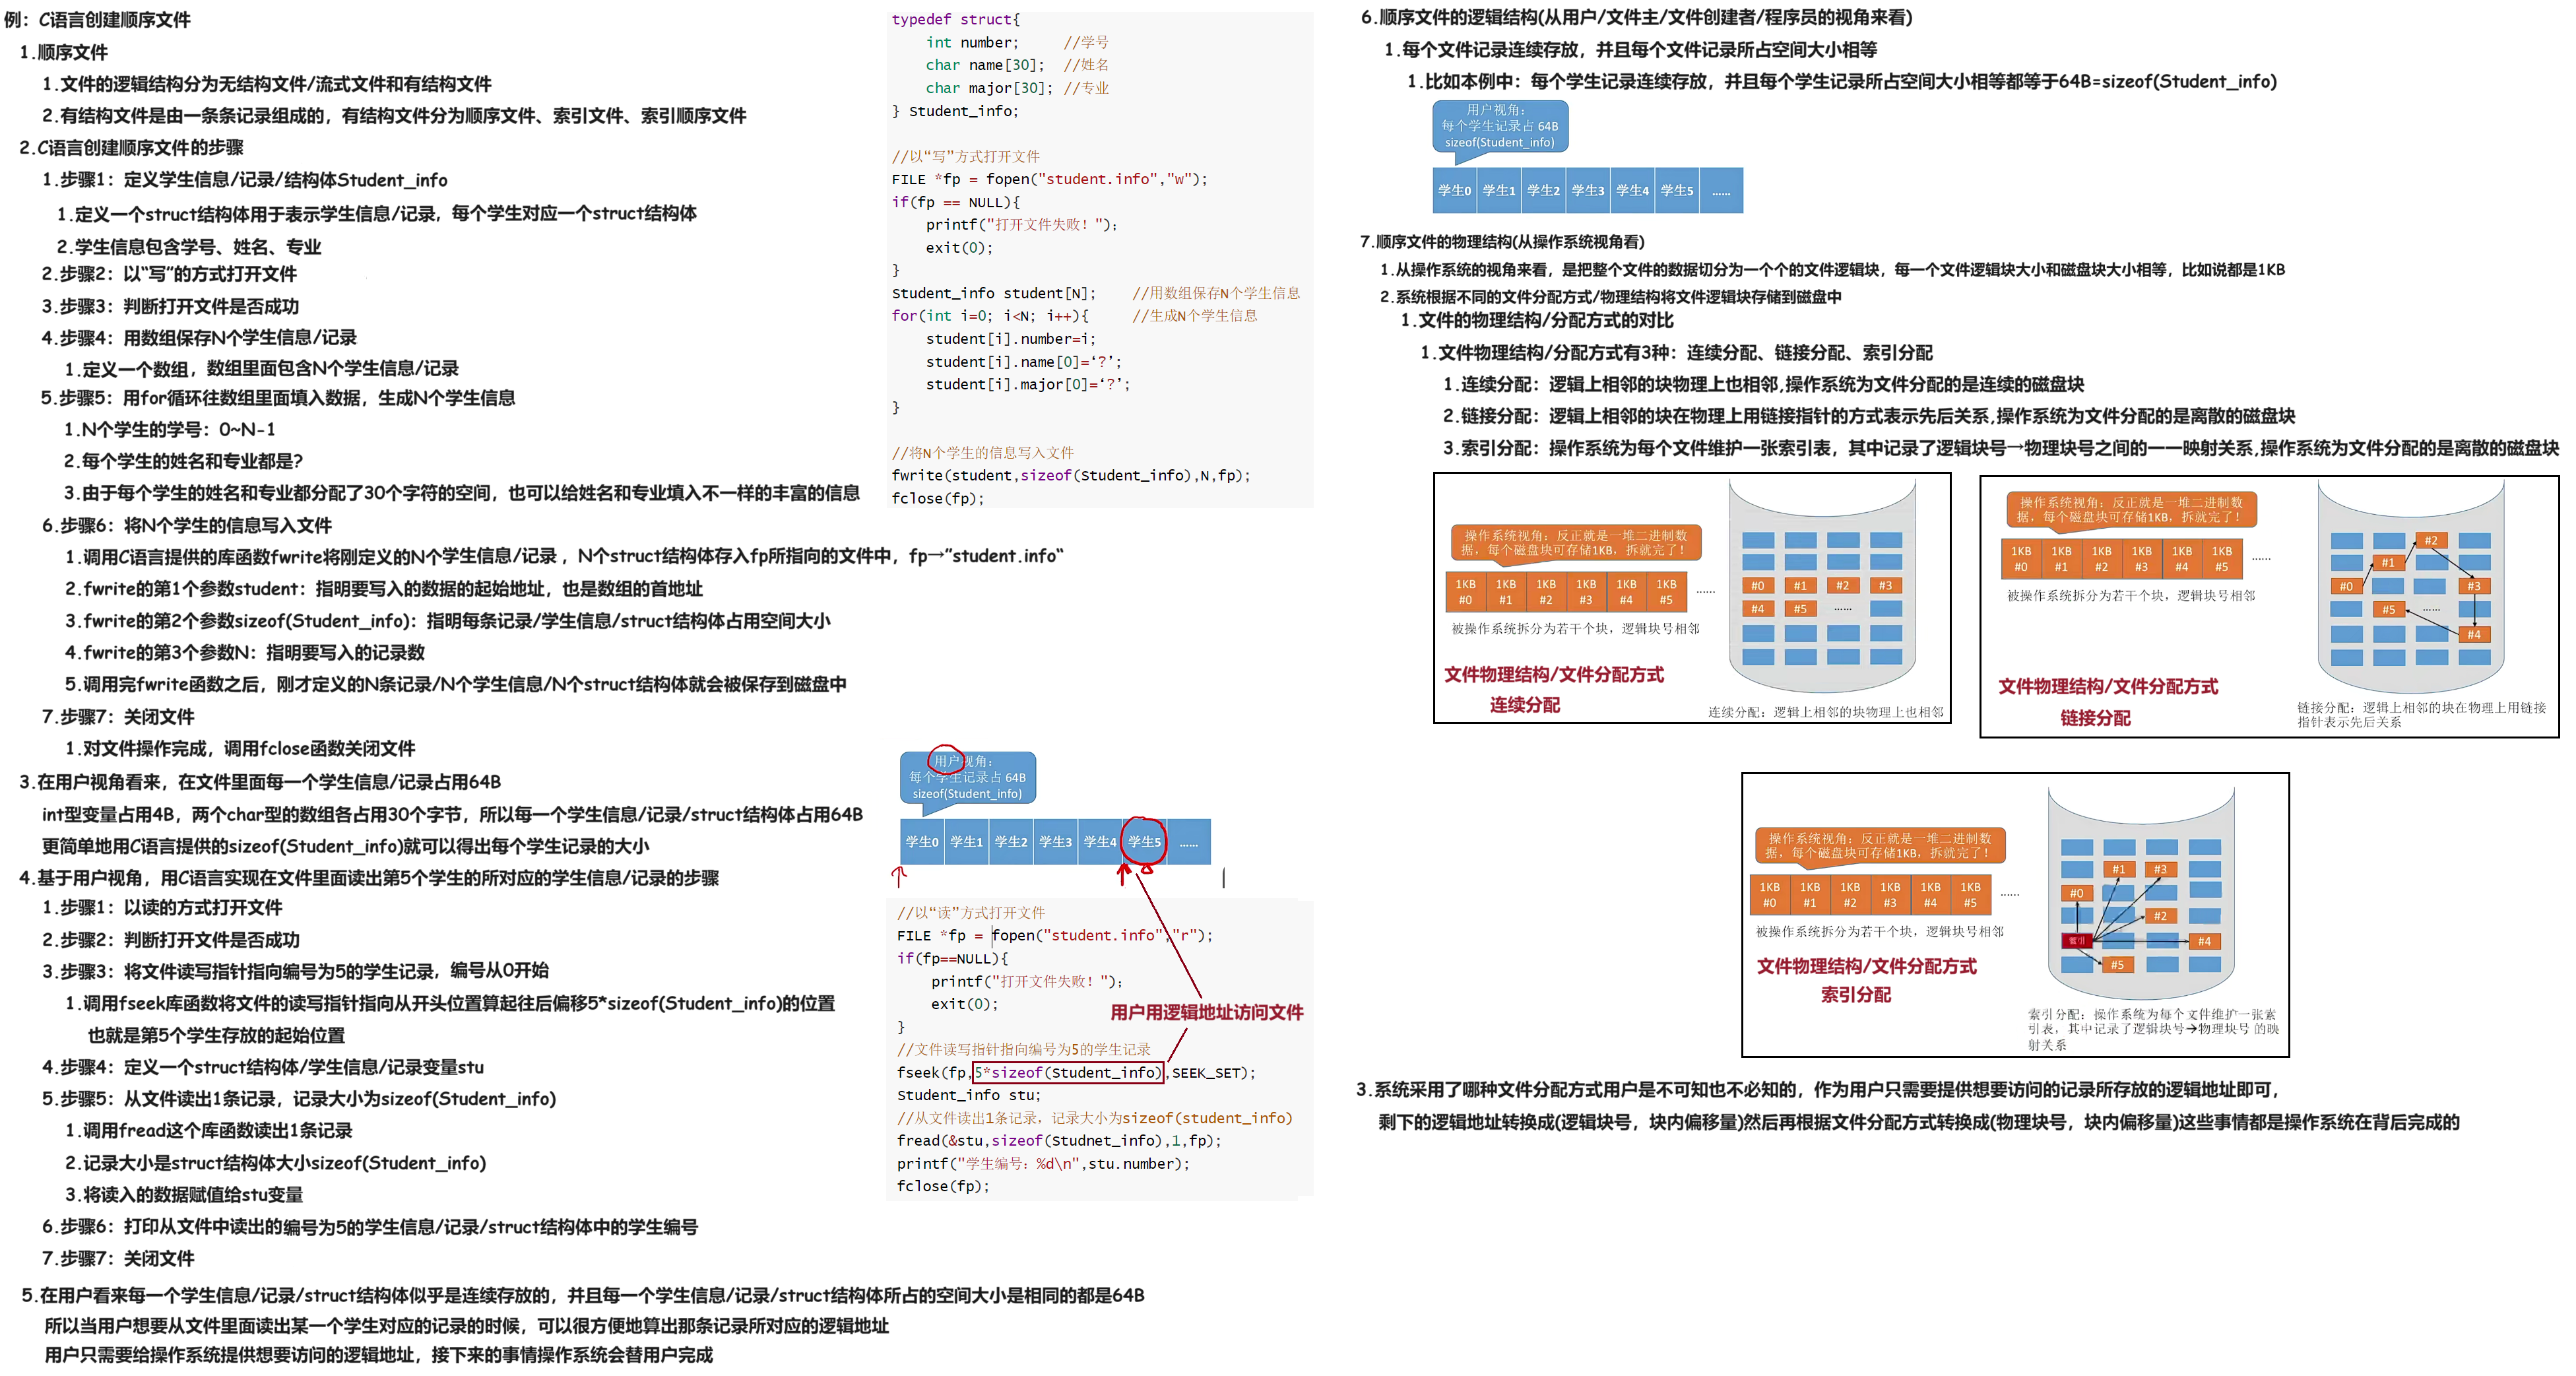 例：C语言创建顺序文件
1.顺序文件
1.文件的逻辑结构分为无结构文件/流式文件和有结构文件
2.有结构文件是由一条条记录组成的，有结构文件分为顺序文件、索引文件、索引顺序文件
2.C语言创建顺序文件的步骤
1.步骤1：定义学生信息/记录/结构体Student_info
1.定义一个struct结构体用于表示学生信息/记录，每个学生对应一个struct结构体
2.学生信息包含学号、姓名、专业
2.步骤2：以“写”的方式打开文件
3.步骤3：判断打开文件是否成功
4.步骤4：用数组保存N个学生信息/记录
1.定义一个数组，数组里面包含N个学生信息/记录
5.步骤5：用for循环往数组里面填入数据，生成N个学生信息
1.N个学生的学号：0~N-1
2.每个学生的姓名和专业都是?
3.由于每个学生的姓名和专业都分配了30个字符的空间，也可以给姓名和专业填入不一样的丰富的信息
6.步骤6：将N个学生的信息写入文件
1.调用C语言提供的库函数fwrite将刚定义的N个学生信息/记录，N个struct结构体存入fp所指向的文件中，fp→”student.info“
2.fwrite的第1个参数student：指明要写入的数据的起始地址，也是数组的首地址
3.fwrite的第2个参数sizeof(Student_info)：指明每条记录/学生信息/struct结构体占用空间大小
4.fwrite的第3个参数N：指明要写入的记录数
5.调用完fwrite函数之后，刚才定义的N条记录/N个学生信息/N个struct结构体就会被保存到磁盘中
7.步骤7：关闭文件
1.对文件操作完成，调用fclose函数关闭文件
3.在用户视角看来，在文件里面每一个学生信息/记录占用64B
int型变量占用4B，两个char型的数组各占用30个字节，所以每一个学生信息/记录/struct结构体占用64B
更简单地用C语言提供的sizeof(Student_info)就可以得出每个学生记录的大小
4.基于用户视角，用C语言实现在文件里面读出第5个学生的所对应的学生信息/记录的步骤
1.步骤1：以读的方式打开文件
2.步骤2：判断打开文件是否成功
3.步骤3：将文件读写指针指向编号为5的学生记录，编号从0开始
1.调用fseek库函数将文件的读写指针指向从开头位置算起往后偏移5*sizeof(Student_info)的位置
也就是第5个学生存放的起始位置
4.步骤4：定义一个struct结构体/学生信息/记录变量stu
5.步骤5：从文件读出1条记录，记录大小为sizeof(Student_info)
1.调用fread这个库函数读出1条记录
2.记录大小是struct结构体大小sizeof(Student_info)
3.将读入的数据赋值给stu变量
6.步骤6：打印从文件中读出的编号为5的学生信息/记录/struct结构体中的学生编号
7.步骤7：关闭文件
5.在用户看来每一个学生信息/记录/struct结构体似乎是连续存放的，并且每一个学生信息/记录/struct结构体所占的空间大小是相同的都是64B
所以当用户想要从文件里面读出某一个学生对应的记录的时候，可以很方便地算出那条记录所对应的逻辑地址
用户只需要给操作系统提供想要访问的逻辑地址，接下来的事情操作系统会替用户完成
typedef struct{
int number; //学号
char name[30]; //姓名
char major[30]; //专业
} Student_info;
//以“写”方式打开文件
FILE *fp = fopen("student.info","w");
if(fp == NULL){
printf("打开文件失败！");
exit(0);
}
Student_info student[N]; //用数组保存N个学生信息
for(int i=0; i<N; i++){ //生成N个学生信息
student[i].number=i;
student[i].name[0]=‘?’;
student[i].major[0]=‘?’;
}
//将N个学生的信息写入文件
fwrite(student,sizeof(Student_info),N,fp);
fclose(fp);
用户视角：
每个学生记录占 64B
sizeof(Student_info)
学生0 学生1 学生2 学生3 学生4 学生5 ......
//以“读”方式打开文件
FILE *fp = fopen("student.info","r");
if(fp==NULL){
printf("打开文件失败！");
exit(0);
}
用户用逻辑地址访问文件
//文件读写指针指向编号为5的学生记录
fseek(fp,5*sizeof(Student_info),SEEK_SET);
Student_info stu;
//从文件读出1条记录，记录大小为sizeof(student_info)
fread(&stu,sizeof(Studnet_info),1,fp);
printf("学生编号：%d\n",stu.number);
fclose(fp);
6.顺序文件的逻辑结构(从用户/文件主/文件创建者/程序员的视角来看)
1.每个文件记录连续存放，并且每个文件记录所占空间大小相等
1.比如本例中：每个学生记录连续存放，并且每个学生记录所占空间大小相等都等于64B=sizeof(Student_info)
用户视角：
每个学生记录占 64B
sizeof(Student_info)
学生0 学生1 学生2 学生3 学生4 学生5 ......
7.顺序文件的物理结构(从操作系统视角看)
1.从操作系统的视角来看，是把整个文件的数据切分为一个个的文件逻辑块，每一个文件逻辑块大小和磁盘块大小相等，比如说都是1KB
2.系统根据不同的文件分配方式/物理结构将文件逻辑块存储到磁盘中
1.文件的物理结构/分配方式的对比
1.文件物理结构/分配方式有3种：连续分配、链接分配、索引分配
1.连续分配：逻辑上相邻的块物理上也相邻,操作系统为文件分配的是连续的磁盘块
2.链接分配：逻辑上相邻的块在物理上用链接指针的方式表示先后关系,操作系统为文件分配的是离散的磁盘块
3.索引分配：操作系统为每个文件维护一张索引表，其中记录了逻辑块号→物理块号之间的一一映射关系,操作系统为文件分配的是离散的磁盘块
操作系统视角：反正就是一堆二进制数
据，每个磁盘块可存储1KB，拆就完了！
1KB 1KB 1KB 1KB 1KB 1KB ......
#0 #1 #2 #3 #4 #5
被操作系统拆分为若干个块，逻辑块号相邻
#0 #1 #2 #3
#4 #5 ......
文件物理结构/文件分配方式
连续分配
连续分配：逻辑上相邻的块物理上也相邻
操作系统视角：反正就是一堆二进制数
据，每个磁盘块可存储1KB，拆就完了！
1KB 1KB 1KB 1KB 1KB 1KB ......
#0 #1 #2 #3 #4 #5
被操作系统拆分为若干个块，逻辑块号相邻
#2
#1
#0 #3
#5 ......
#4
文件物理结构/文件分配方式
链接分配
链接分配：逻辑上相邻的块在物理上用链接
指针表示先后关系
操作系统视角：反正就是一堆二进制数
据，每个磁盘块可存储1KB，拆就完了！
1KB 1KB 1KB 1KB 1KB 1KB ......
#0 #1 #2 #3 #4 #5
被操作系统拆分为若干个块，逻辑块号相邻
#1 #3
#0
#2
索引 #4
#5
文件物理结构/文件分配方式
索引分配
索引分配：操作系统为每个文件维护一张索
引表，其中记录了逻辑块号→物理块号 的映
射关系
3.系统采用了哪种文件分配方式用户是不可知也不必知的，作为用户只需要提供想要访问的记录所存放的逻辑地址即可，
剩下的逻辑地址转换成(逻辑块号，块内偏移量)然后再根据文件分配方式转换成(物理块号，块内偏移量)这些事情都是操作系统在背后完成的